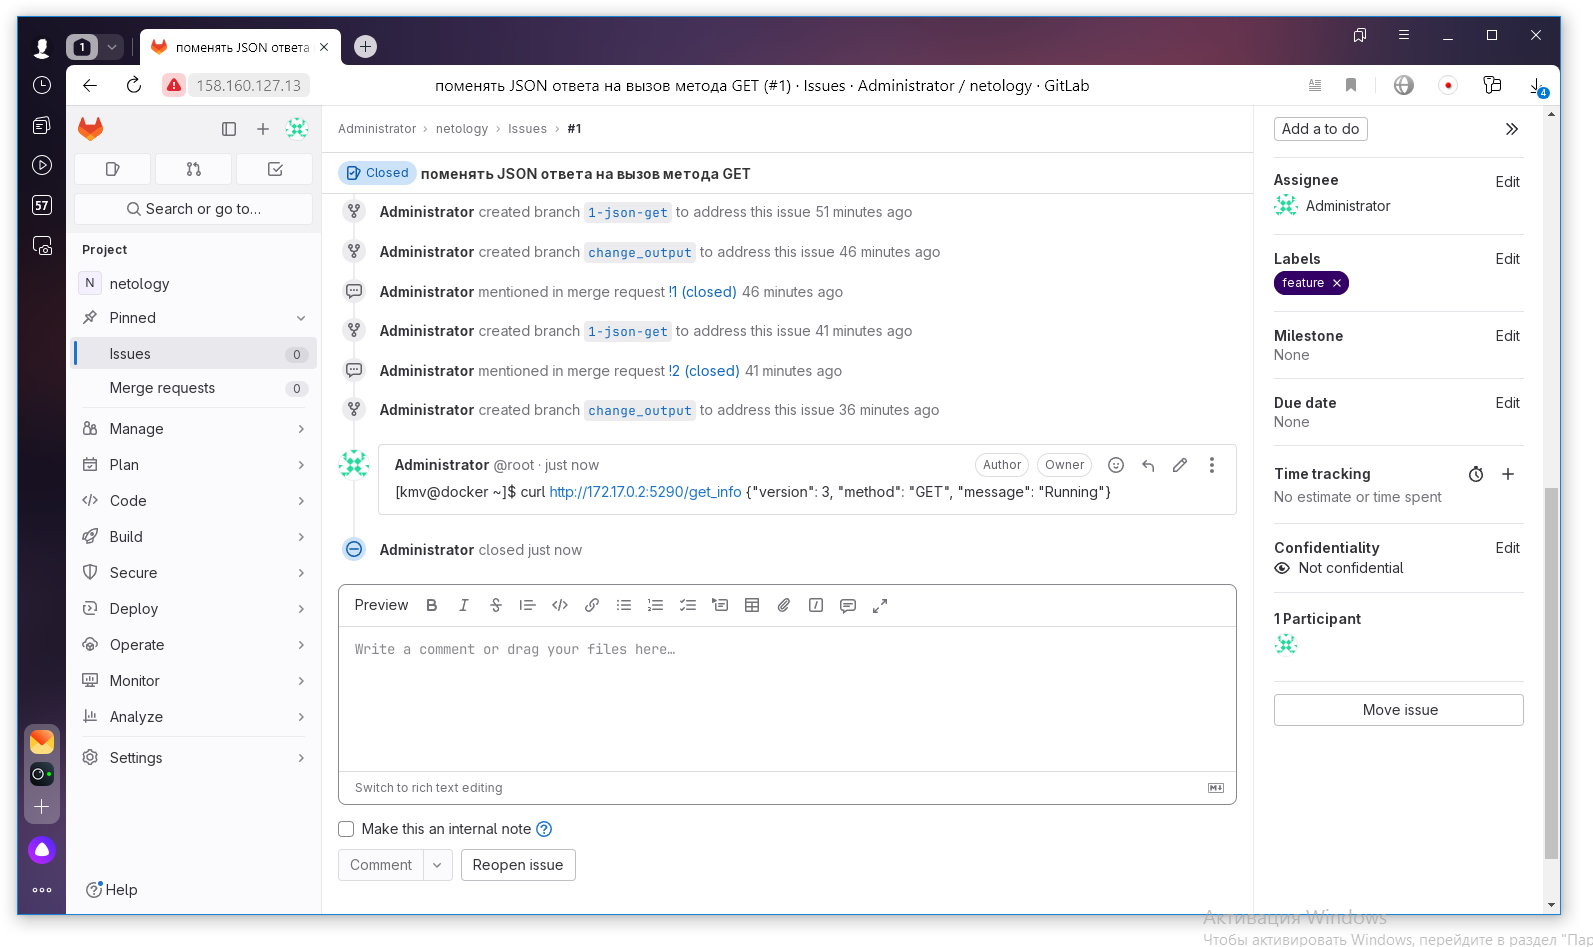 1
поменять JSON ответа
158.160.127.13
поменять JSON ответа на вызов метода GET (#1) · Issues · Administrator / netology · GitLab
4
57
Search or go to…
Project
N netology
Pinned
Issues 0
Merge requests 0
Manage
Plan
Code
Build
Secure
Deploy
Operate
Monitor
Analyze
Settings
Help
Administrator › netology › Issues › #1
Closed поменять JSON ответа на вызов метода GET
Administrator created branch 1-json-get to address this issue 51 minutes ago
Administrator created branch change_output to address this issue 46 minutes ago
Administrator mentioned in merge request !1 (closed) 46 minutes ago
Administrator created branch 1-json-get to address this issue 41 minutes ago
Administrator mentioned in merge request !2 (closed) 41 minutes ago
Administrator created branch change_output to address this issue 36 minutes ago
Administrator @root · just now Author Owner
[kmv@docker ~]$ curl http://172.17.0.2:5290/get_info {"version": 3, "method": "GET", "message": "Running"}
Administrator closed just now
Preview
Write a comment or drag your files here…
Switch to rich text editing
Make this an internal note
Comment
Reopen issue
Add a to do
Assignee Edit
Administrator
Labels Edit
feature
Milestone Edit
None
Due date Edit
None
Time tracking
No estimate or time spent
Confidentiality Edit
Not confidential
1 Participant
Move issue
Активация Windows
Чтобы активировать Windows, перейдите в раздел "Пар